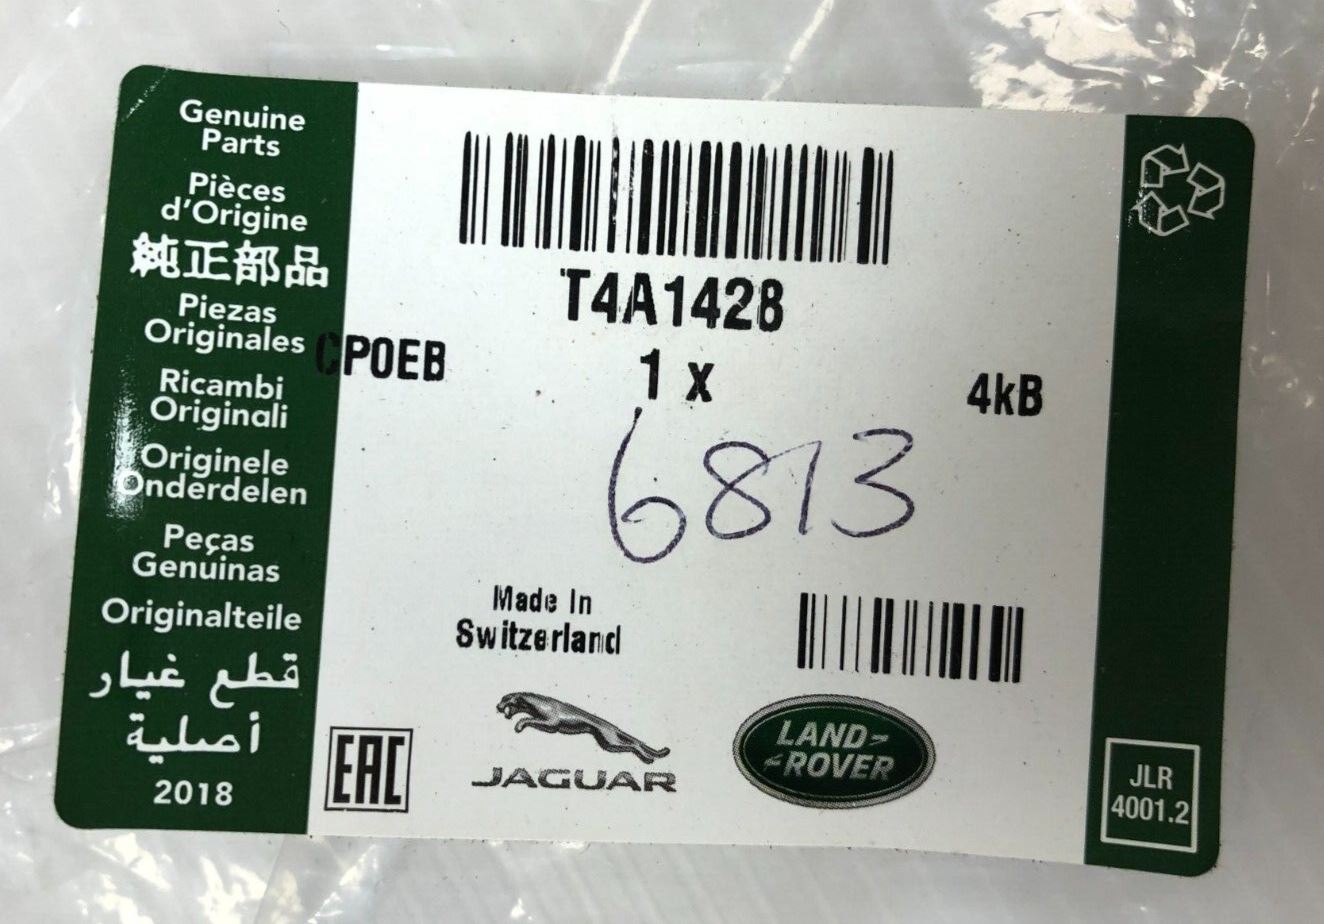 Genuine
Parts
Pièces
d'Origine
純正部品
Piezas
Originales
Ricambi
Originali
Originele
Onderdelen
Peças
Genuinas
Originalteile
قطع غيار
أصلية
2018
T4A1428
CPOEB
1 x
4kB
6813
Made In
Switzerland
EAC
JAGUAR
LAND-
-ROVER
JLR
4001.2